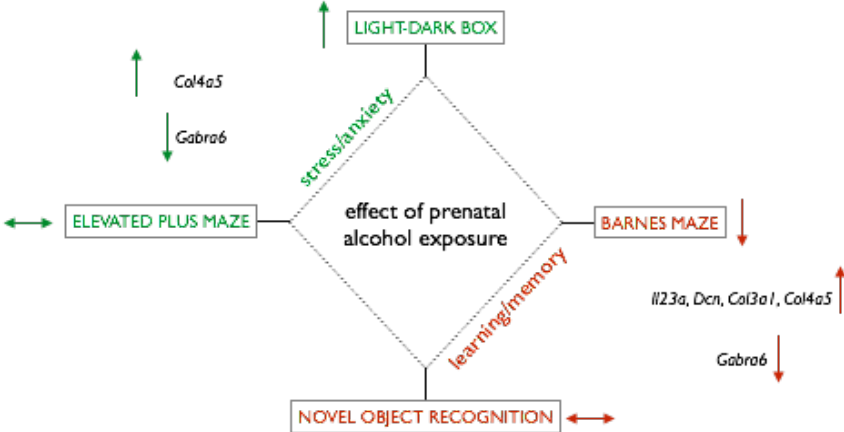 LIGHT-DARK BOX
Col4a5
Gabra6
stress/anxiety
ELEVATED PLUS MAZE
effect of prenatal
alcohol exposure
BARNES MAZE
learning/memory
Il23a, Dcn, Col3a1, Col4a5
Gabra6
NOVEL OBJECT RECOGNITION